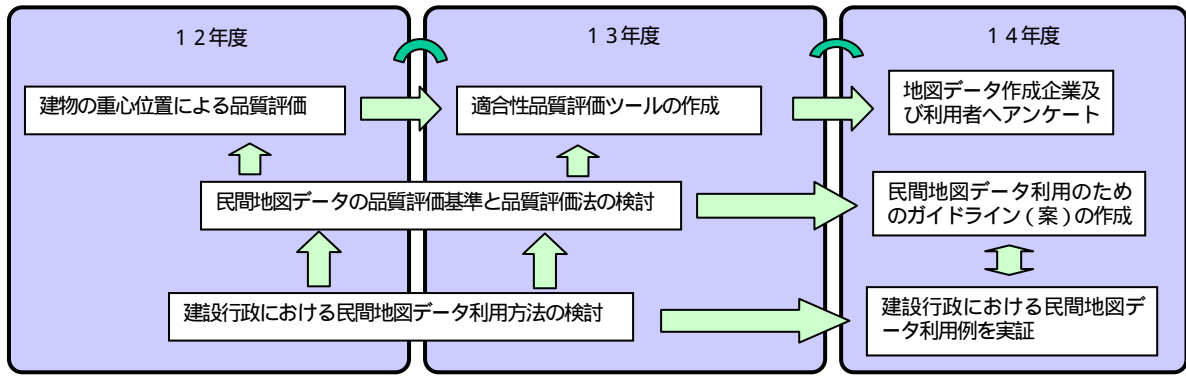 １２年度
１３年度
１４年度
建物の重心位置による品質評価
適合性品質評価ツールの作成
地図データ作成企業及
び利用者へアンケート
民間地図データの品質評価基準と品質評価法の検討
民間地図データ利用のため
のガイドライン（案）の作成
建設行政における民間地図データ利用方法の検討
建設行政における民間地図デ
ータ利用例を実証